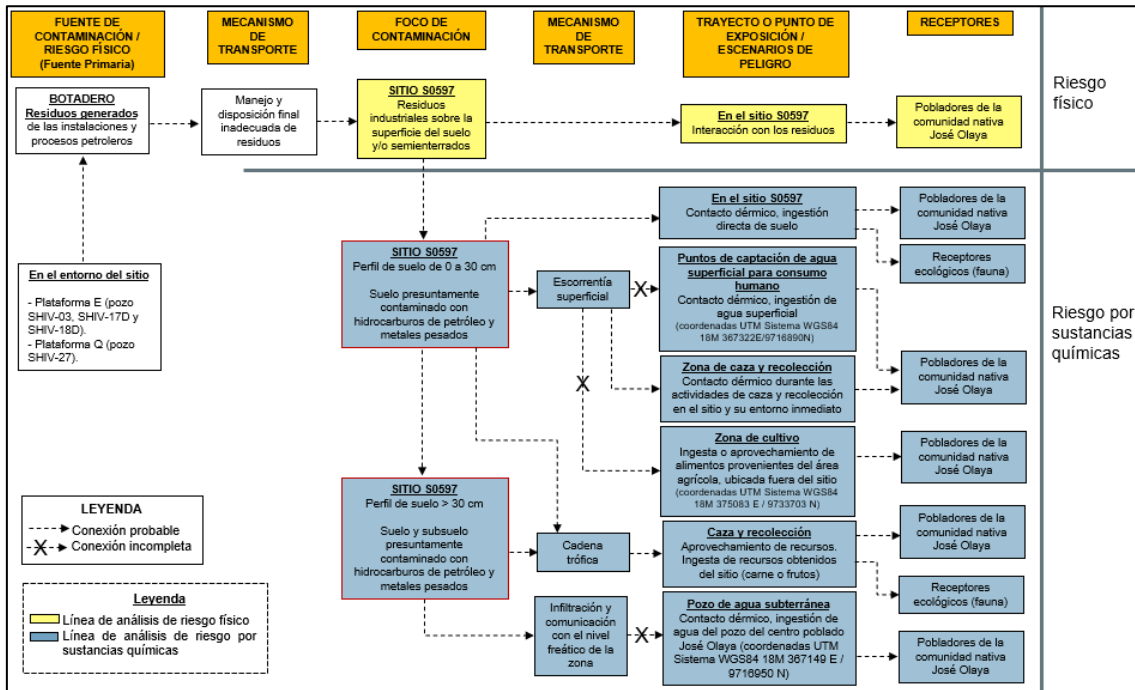 FUENTE DE
CONTAMINACIÓN /
RIESGO FÍSICO
(Fuente Primaria)
MECANISMO
DE
TRANSPORTE
FOCO DE
CONTAMINACIÓN
MECANISMO
DE
TRANSPORTE
TRAYECTO O PUNTO DE
EXPOSICIÓN /
ESCENARIOS DE
PELIGRO
RECEPTORES
Riesgo
físico
BOTADERO
Residuos generados
de las instalaciones y
procesos petroleros
Manejo y
disposición final
inadecuada de
residuos
SITIO S0597
Residuos
industriales sobre la
superficie del suelo
y/o semienterrados
En el sitio S0597
Interacción con los residuos
Pobladores de la
comunidad nativa
José Olaya
En el entorno del sitio
- Plataforma E (pozo
SHIV-03, SHIV-17D y
SHIV-18D).
- Plataforma Q (pozo
SHIV-27).
SITIO S0597
Perfil de suelo de 0 a 30 cm
Suelo presuntamente
contaminado con
hidrocarburos de petróleo y
metales pesados
Escorrentía
superficial
En el sitio S0597
Contacto dérmico, ingestión
directa de suelo
Pobladores de la
comunidad nativa
José Olaya
Receptores
ecológicos (fauna)
Puntos de captación de agua
superficial para consumo
humano
Contacto dérmico, ingestión de
agua superficial
(coordenadas UTM Sistema WGS84
18M 367322E/9716890N)
Riesgo por
sustancias
químicas
Zona de caza y recolección
Contacto dérmico durante las
actividades de caza y recolección
en el sitio y su entorno inmediato
Pobladores de la
comunidad nativa
José Olaya
Zona de cultivo
Ingesta o aprovechamiento de
alimentos provenientes del área
agrícola, ubicada fuera del sitio
(coordenadas UTM Sistema WGS84
18M 375083 E / 9733703 N)
Pobladores de la
comunidad nativa
José Olaya
SITIO S0597
Perfil de suelo > 30 cm
Suelo y subsuelo
presuntamente
contaminado con
hidrocarburos de petróleo y
metales pesados
Cadena
trófica
Caza y recolección
Aprovechamiento de recursos.
Ingesta de recursos obtenidos
del sitio (carne o frutos)
Pobladores de la
comunidad nativa
José Olaya
Receptores
ecológicos (fauna)
Infiltración y
comunicación
con el nivel
freático de la
zona
Pozo de agua subterránea
Contacto dérmico, ingestión de
agua del pozo del centro poblado
José Olaya (coordenadas UTM
Sistema WGS84 18M 367149 E /
9716950 N)
Pobladores de la
comunidad nativa
José Olaya
LEYENDA
Conexión probable
X Conexión incompleta
Leyenda
Línea de análisis de riesgo físico
Línea de análisis de riesgo por
sustancias químicas